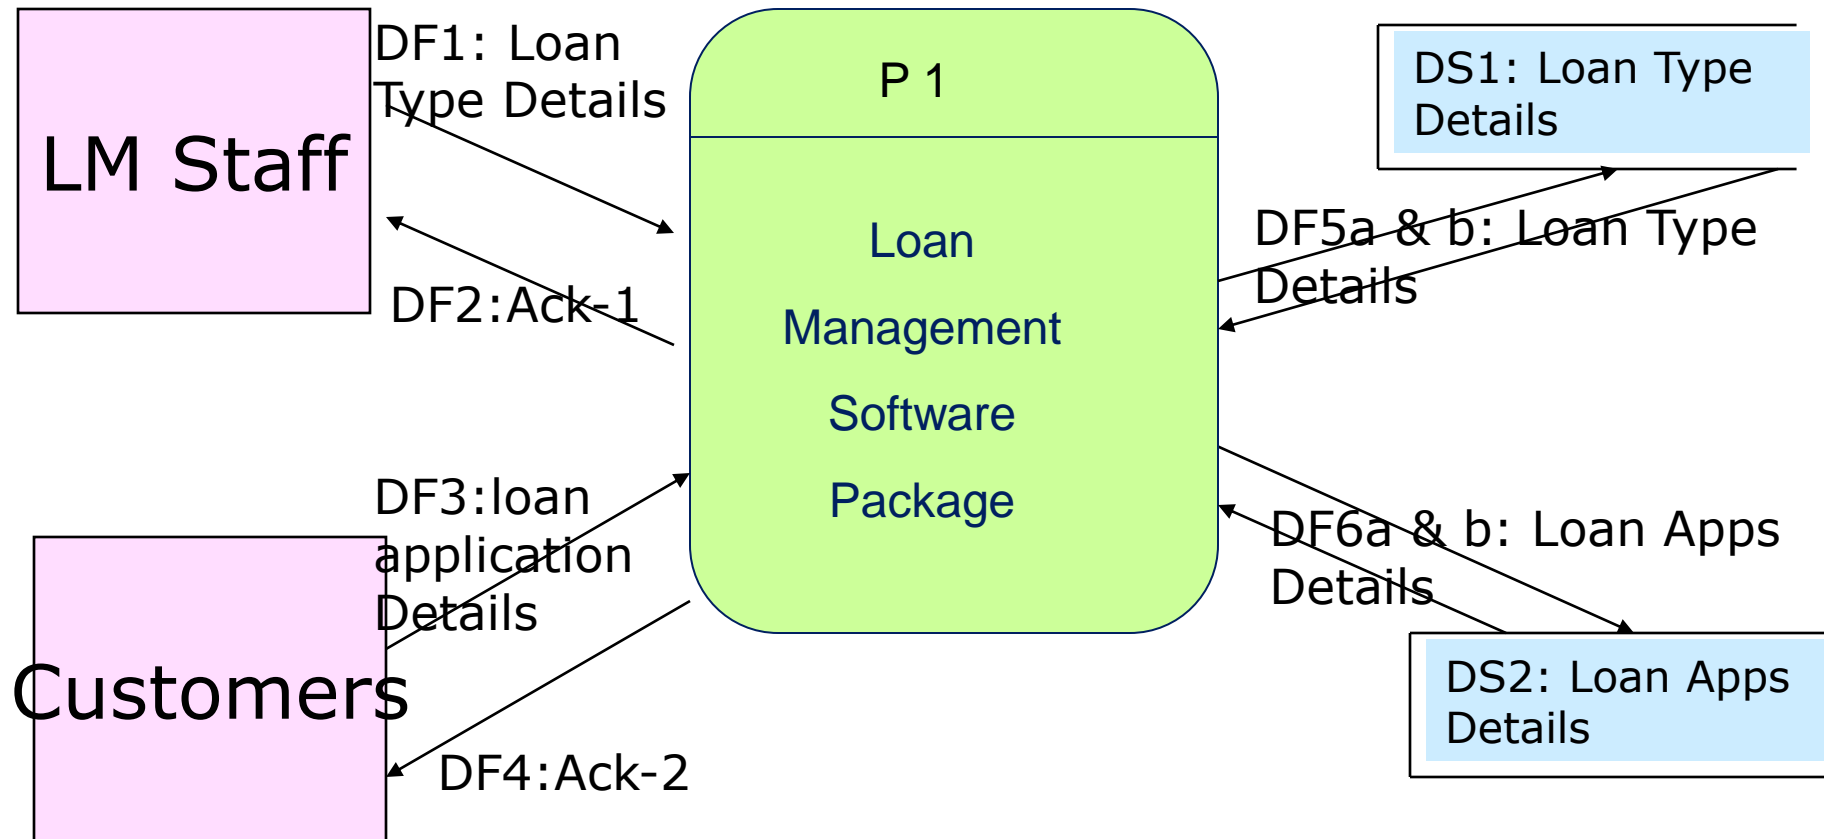 LM Staff
DF1: Loan
Type Details
DF2:Ack-1
P 1
Loan
Management
Software
Package
DS1: Loan Type
Details
DF5a & b: Loan Type
Details
DF3:loan
application
Details
Customers
DF4:Ack-2
DF6a & b: Loan Apps
Details
DS2: Loan Apps
Details